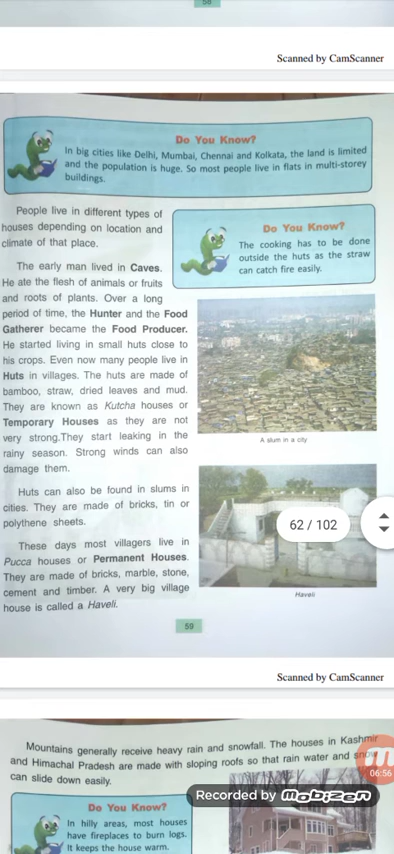 58
Scanned by CamScanner
Do You Know?
In big cities like Delhi, Mumbai, Chennai and Kolkata, the land is limited
and the population is huge. So most people live in flats in multi-storey
buildings.
People live in different types of
houses depending on location and
climate of that place.
Do You Know?
The cooking has to be done
outside the huts as the straw
can catch fire easily.
The early man lived in Caves.
He ate the flesh of animals or fruits
and roots of plants. Over a long
period of time, the Hunter and the Food
Gatherer became the Food Producer.
He started living in small huts close to
his crops. Even now many people live in
Huts in villages. The huts are made of
bamboo, straw, dried leaves and mud.
They are known as Kutcha houses or
Temporary Houses as they are not
very strong.They start leaking in the
rainy season. Strong winds can also
damage them.
A slum in a city
Huts can also be found in slums in
cities. They are made of bricks, tin or
polythene sheets.
These days most villagers live in
Pucca houses or Permanent Houses.
They are made of bricks, marble, stone,
cement and timber. A very big village
house is called a Haveli.
62 / 102
Haveli
59
Scanned by CamScanner
Mountains generally receive heavy rain and snowfall. The houses in Kashmir
and Himachal Pradesh are made with sloping roofs so that rain water and snow
can slide down easily.
06:56
Recorded by Mobizen
Do You Know?
In hilly areas, most houses
have fireplaces to burn logs.
It keeps the house warm.